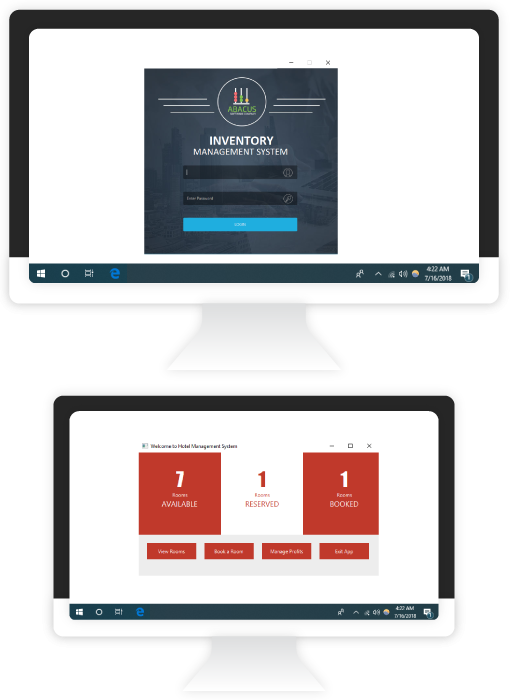 ABACUS
SOFTWARE COMPANY
INVENTORY
MANAGEMENT SYSTEM
Enter Password
LOGIN
4:22 AM
7/16/2018
1
Welcome to Hotel Management System
7
Rooms
AVAILABLE
1
Rooms
RESERVED
1
Rooms
BOOKED
View Rooms
Book a Room
Manage Profits
Exit App
4:27 AM
7/16/2018
1